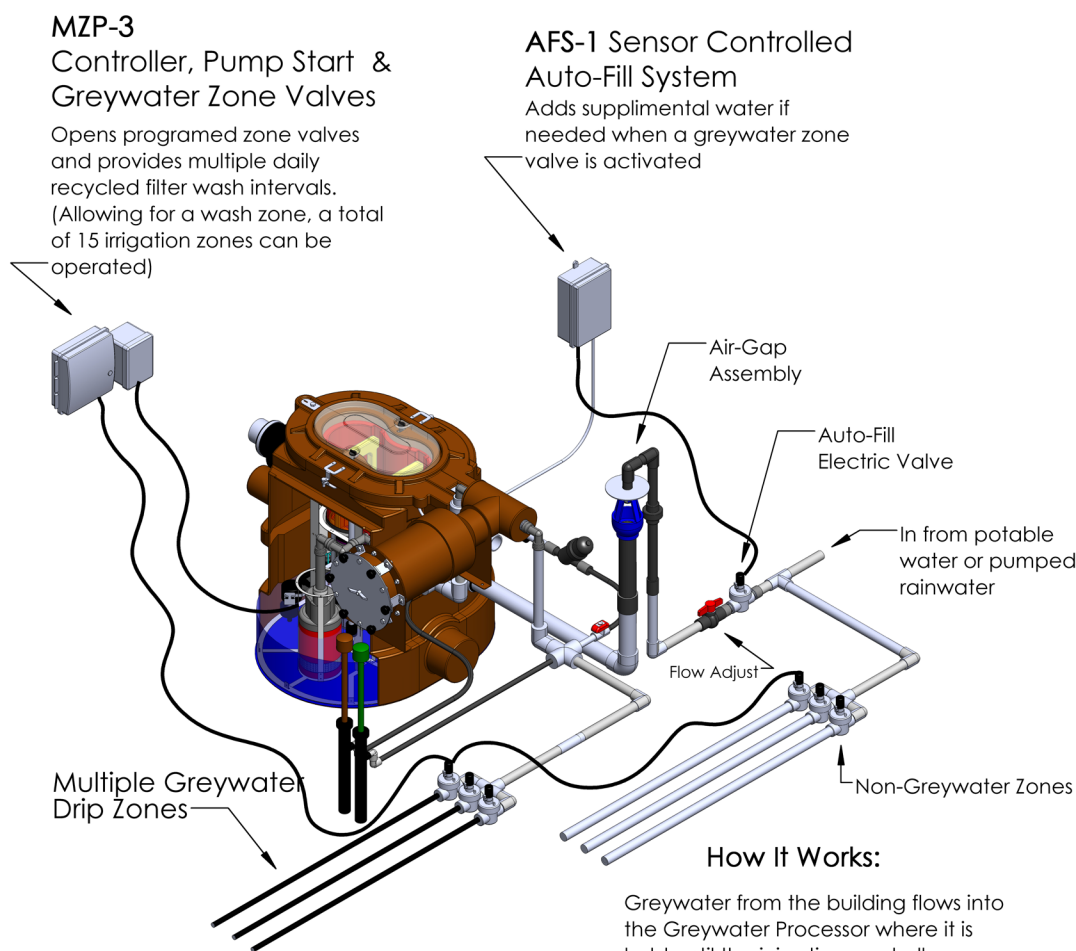 MZP-3
Controller, Pump Start &
Greywater Zone Valves
Opens programed zone valves
and provides multiple daily
recycled filter wash intervals.
(Allowing for a wash zone, a total
of 15 irrigation zones can be
operated)
AFS-1 Sensor Controlled
Auto-Fill System
Adds supplimental water if
needed when a greywater zone
valve is activated
Air-Gap
Assembly
Auto-Fill
Electric Valve
In from potable
water or pumped
rainwater
Flow Adjust
Multiple Greywater
Drip Zones
Non-Greywater Zones
How It Works:
Greywater from the building flows into
the Greywater Processor where it is